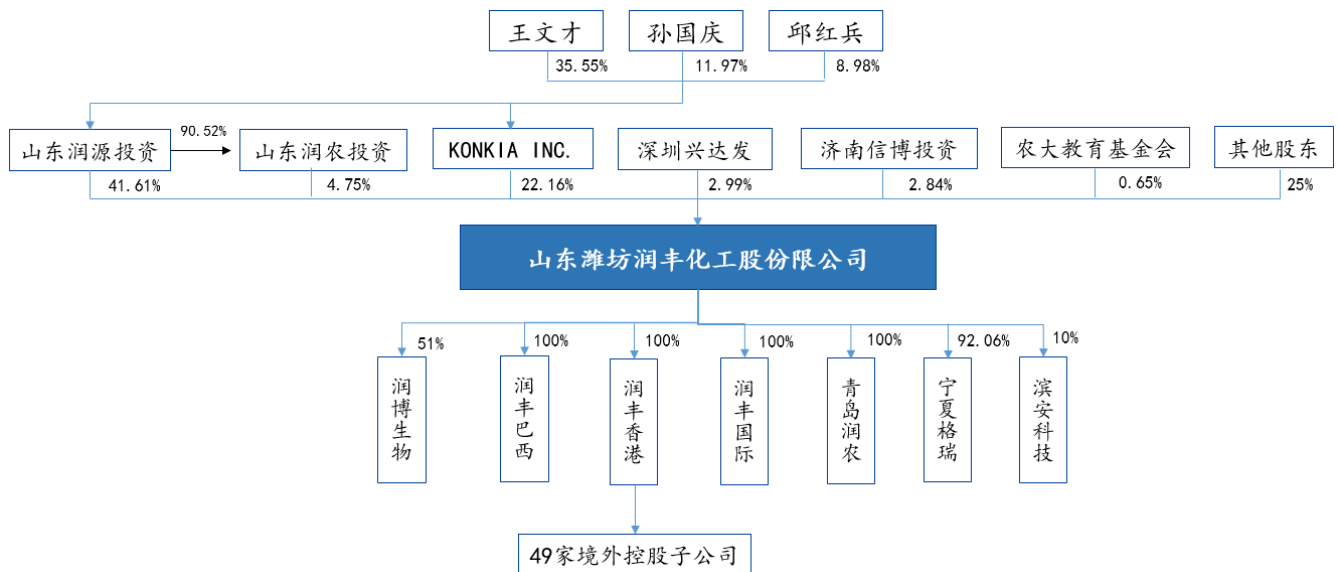 王文才 孙国庆 邱红兵
35.55% 11.97% 8.98%
90.52%
山东润源投资 山东润农投资 KONKIA INC. 深圳兴达发 济南信博投资 农大教育基金会 其他股东
41.61% 4.75% 22.16% 2.99% 2.84% 0.65% 25%
山东潍坊润丰化工股份限公司
51% 100% 100% 100% 100% 92.06% 10%
润博生物
润丰巴西
润丰香港
润丰国际
青岛润农
宁夏格瑞
滨安科技
49家境外控股子公司